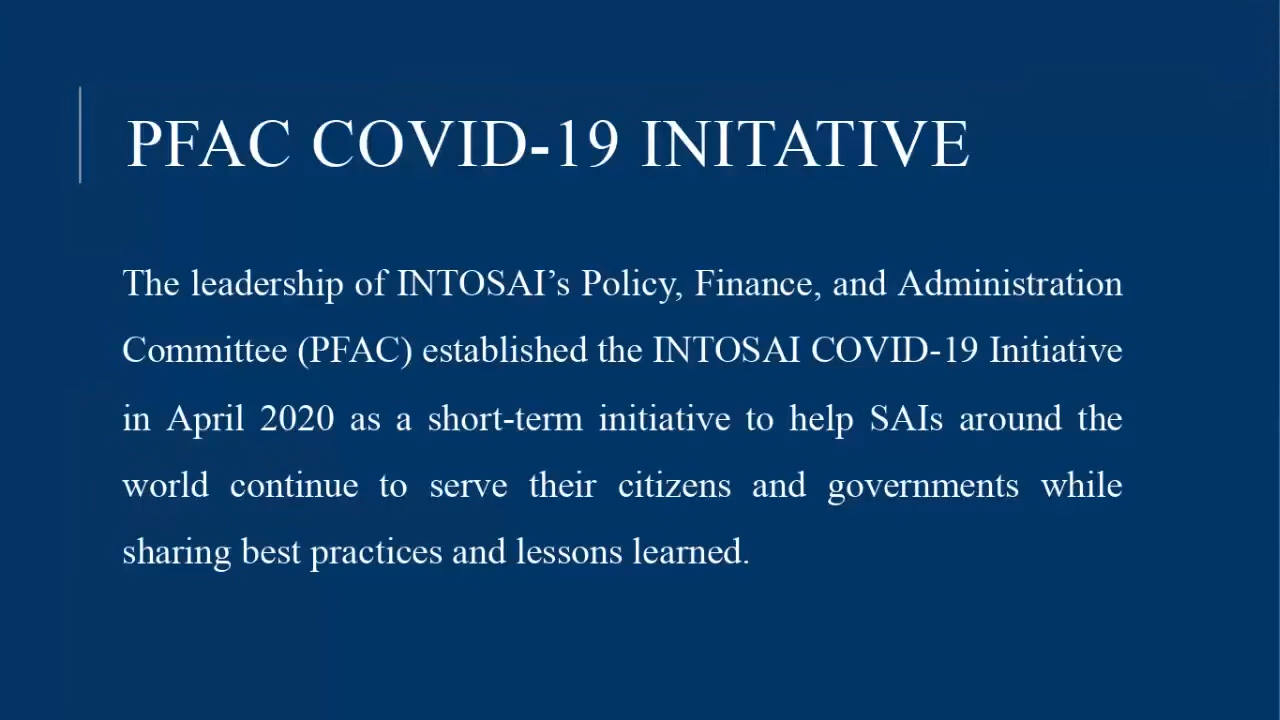 PFAC COVID-19 INITATIVE
The leadership of INTOSAI’s Policy, Finance, and Administration
Committee (PFAC) established the INTOSAI COVID-19 Initiative
in April 2020 as a short-term initiative to help SAIs around the
world continue to serve their citizens and governments while
sharing best practices and lessons learned.